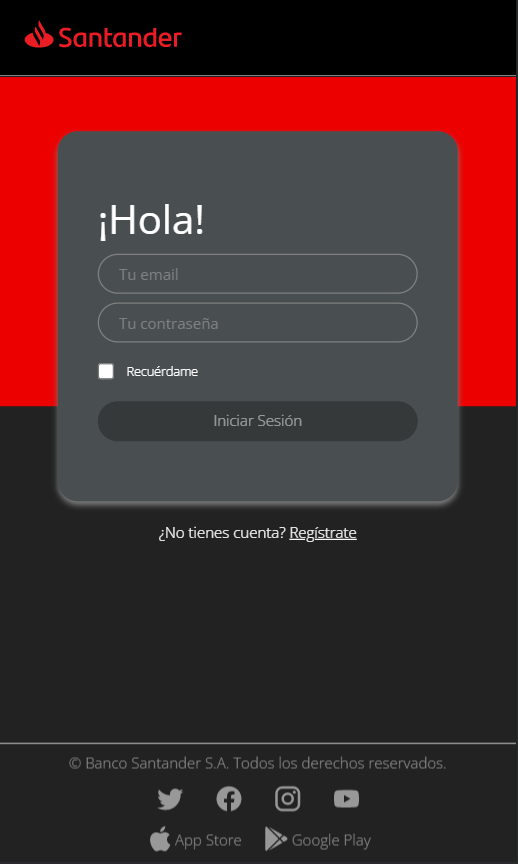 Santander
¡Hola!
Tu email
Tu contraseña
Recuérdame
Iniciar Sesión
¿No tienes cuenta? Regístrate
© Banco Santander S.A. Todos los derechos reservados.
App Store Google Play